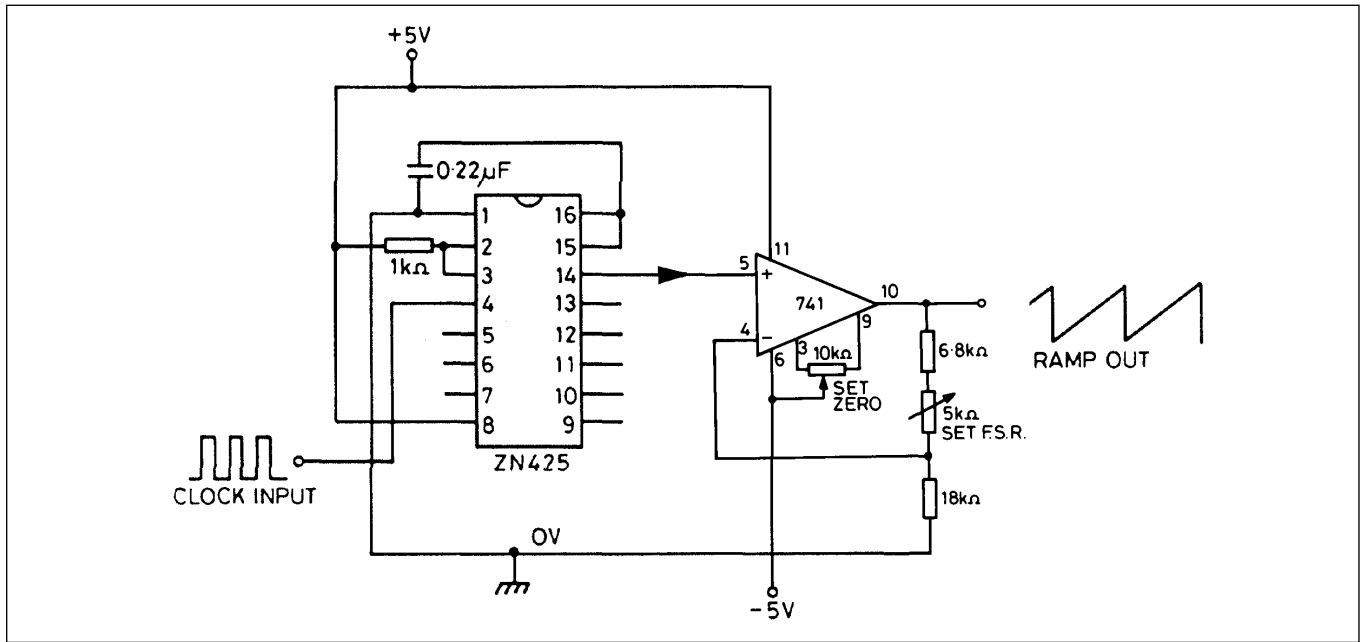 +5V
0·22µF
1 16
2 15
1kΩ
3 14
4 13
5 12
6 11
7 10
8 9
ZN425
CLOCK INPUT
0V
11
5 +
741
10
4 −
9
3
6
10kΩ
SET
ZERO
-5V
6·8kΩ
5kΩ
SET F.S.R.
18kΩ
RAMP OUT